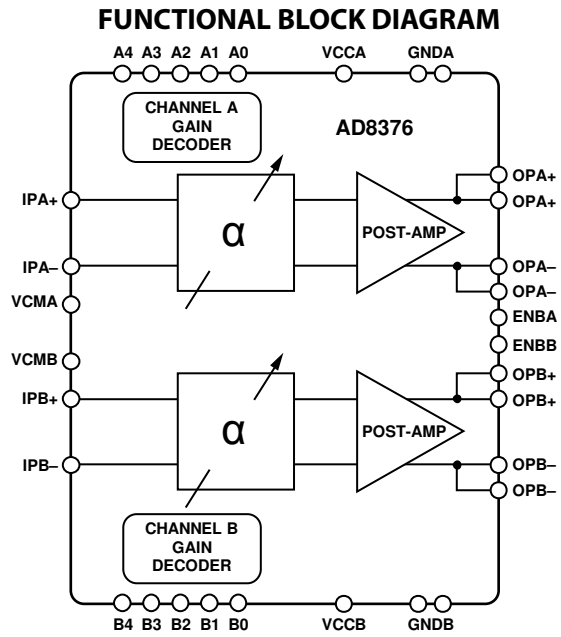 FUNCTIONAL BLOCK DIAGRAM
A4 A3 A2 A1 A0 VCCA GNDA
CHANNEL A
GAIN
DECODER
AD8376
IPA+
α
POST-AMP
OPA+
OPA+
IPA–
OPA–
OPA–
VCMA
ENBA
ENBB
VCMB
IPB+
α
POST-AMP
OPB+
OPB+
IPB–
OPB–
OPB–
CHANNEL B
GAIN
DECODER
B4 B3 B2 B1 B0 VCCB GNDB